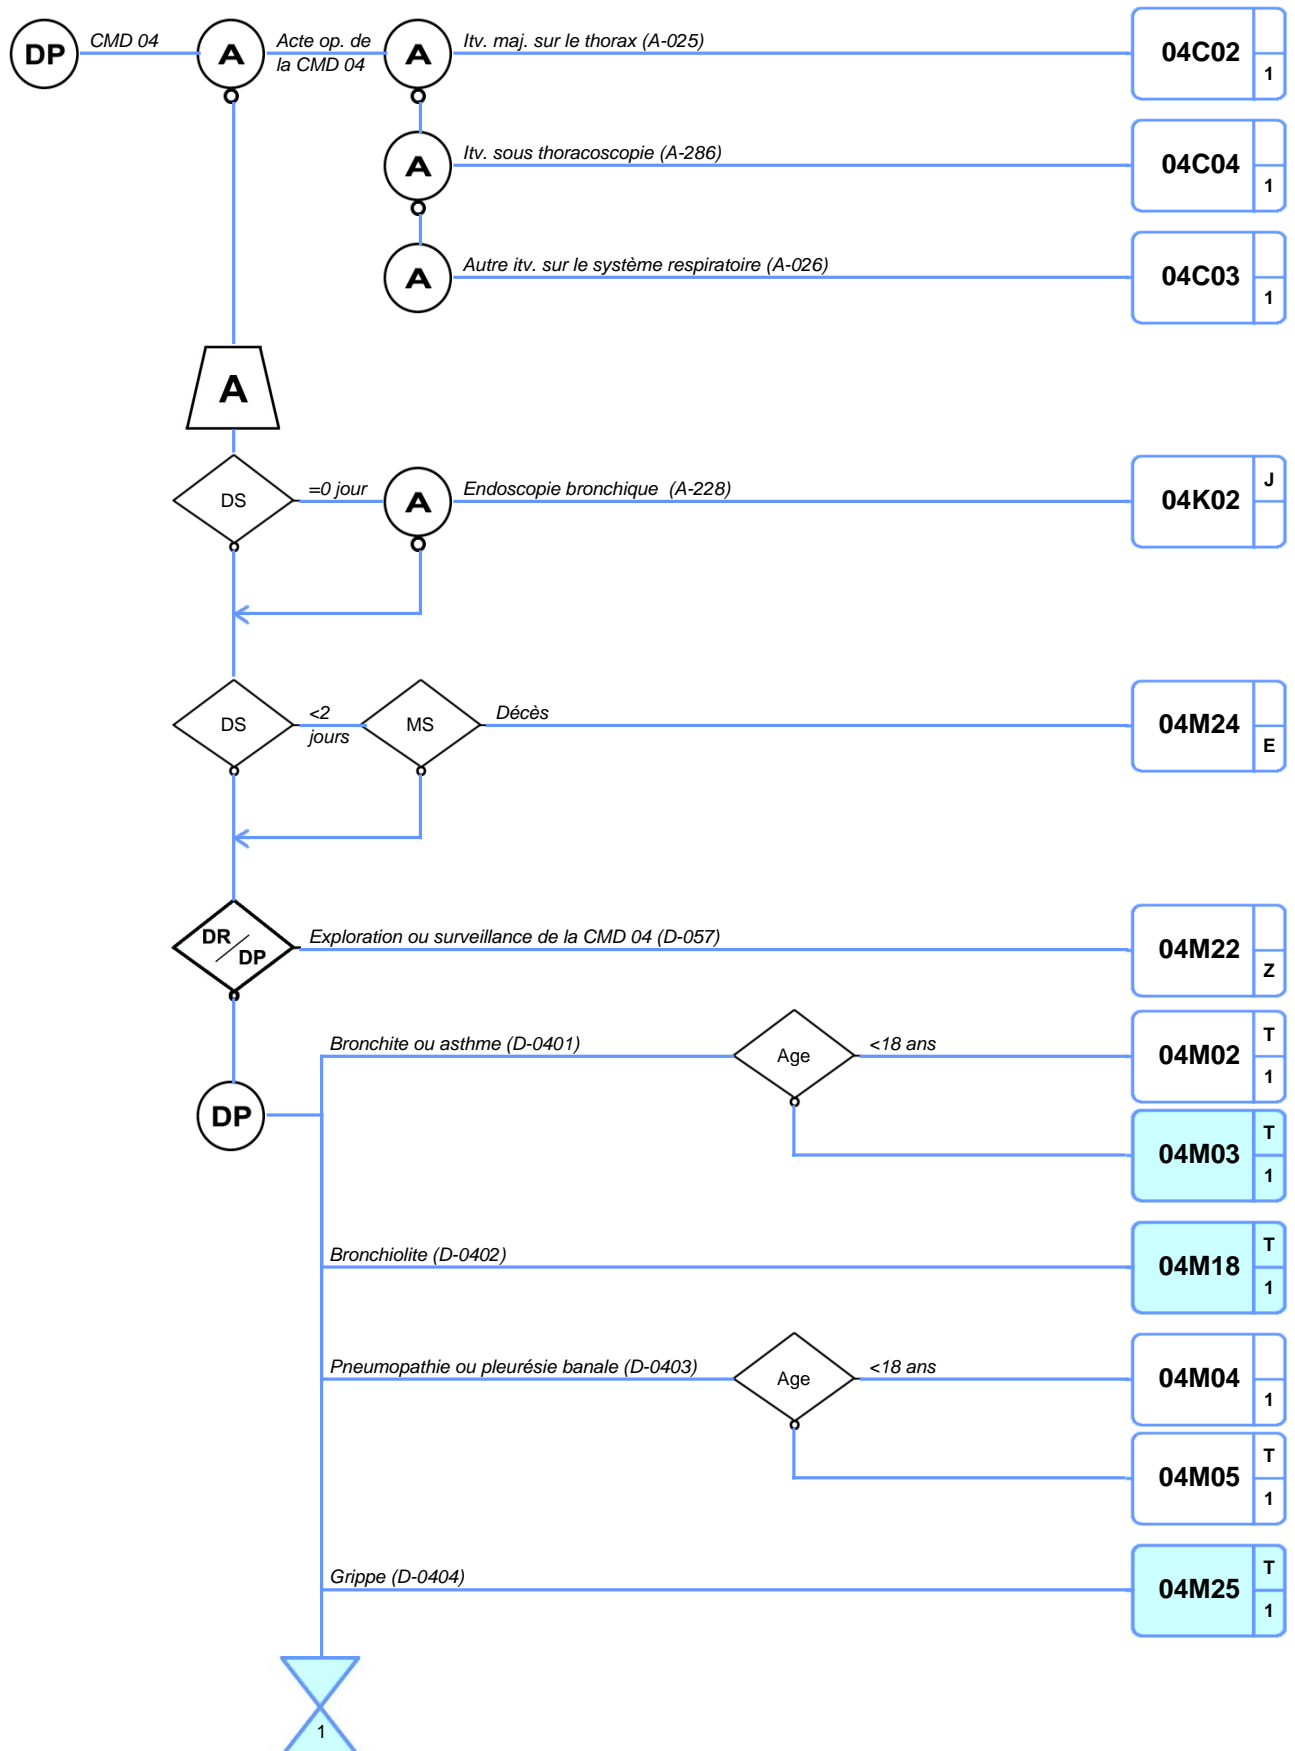 DP
CMD 04
A
Acte op. de
la CMD 04
A
Itv. maj. sur le thorax (A-025)
04C02
1
A
Itv. sous thoracoscopie (A-286)
04C04
1
A
Autre itv. sur le système respiratoire (A-026)
04C03
1
A
DS
=0 jour
A
Endoscopie bronchique (A-228)
04K02
J
DS
<2
jours
MS
Décès
04M24
E
DR
DP
Exploration ou surveillance de la CMD 04 (D-057)
04M22
Z
DP
Bronchite ou asthme (D-0401)
Age
<18 ans
04M02
T
1
04M03
T
1
Bronchiolite (D-0402)
04M18
T
1
Pneumopathie ou pleurésie banale (D-0403)
Age
<18 ans
04M04
1
04M05
T
1
Grippe (D-0404)
04M25
T
1
1